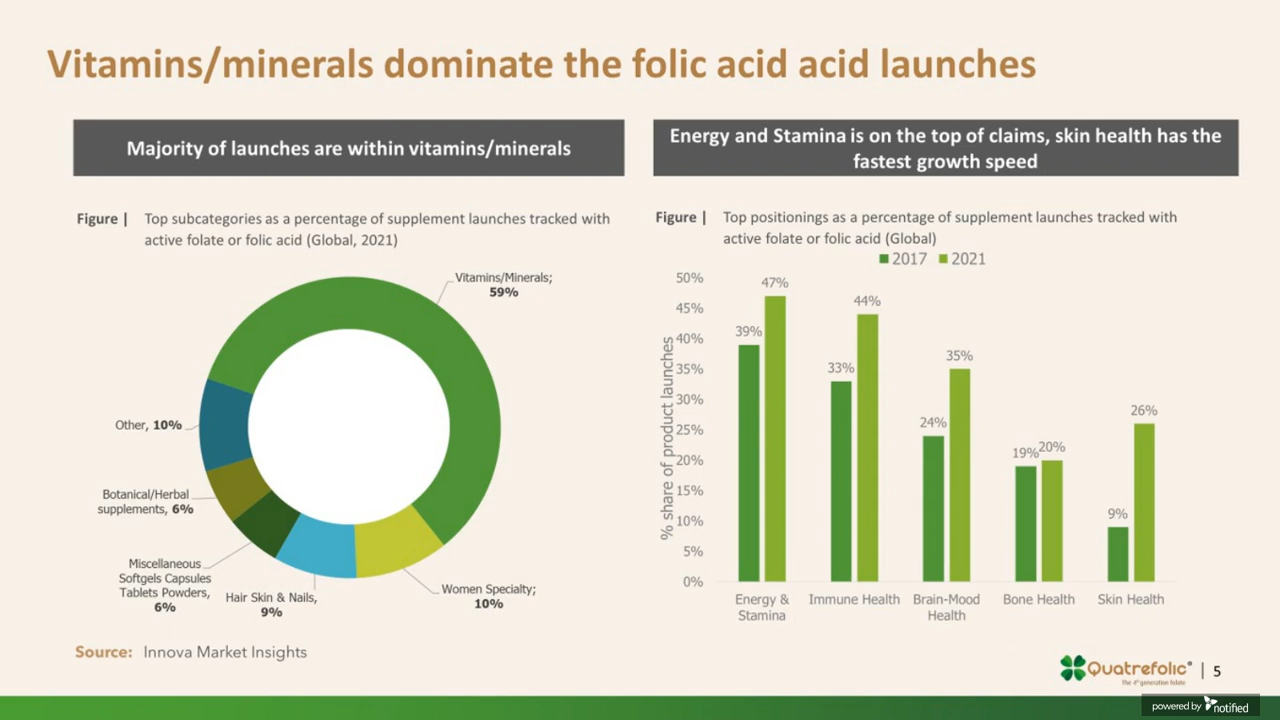 Vitamins/minerals dominate the folic acid acid launches
Majority of launches are within vitamins/minerals
Figure | Top subcategories as a percentage of supplement launches tracked with
active folate or folic acid (Global, 2021)
Vitamins/Minerals;
59%
Other, 10%
Botanical/Herbal
supplements, 6%
Miscellaneous
Softgels Capsules
Tablets Powders,
6%
Hair Skin & Nails,
9%
Women Specialty;
10%
Energy and Stamina is on the top of claims, skin health has the
fastest growth speed
Figure | Top positionings as a percentage of supplement launches tracked with
active folate or folic acid (Global)
2017 2021
% share of product launches
50%
45%
40%
35%
30%
25%
20%
15%
10%
5%
0%
39% 47%
33% 44%
24% 35%
19% 20%
9% 26%
Energy &
Stamina
Immune Health
Brain-Mood
Health
Bone Health
Skin Health
Source: Innova Market Insights
Quatrefolic®
The 4th generation folate
| 5
powered by notified